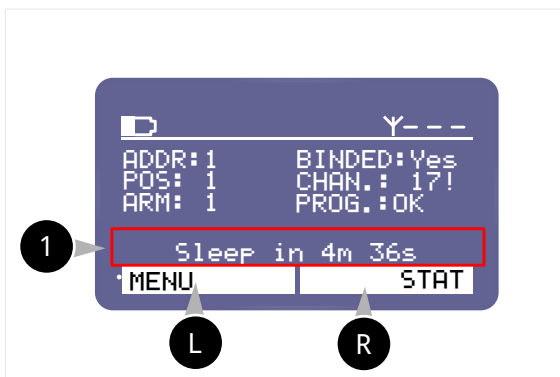 ADDR:1 BINDED:Yes
POS: 1 CHAN.: 17!
ARM: 1 PROG.:OK
1
Sleep in 4m 36s
MENU STAT
L R